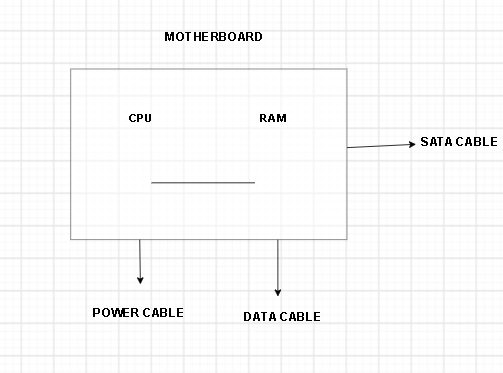 MOTHERBOARD
CPU
RAM
SATA CABLE
POWER CABLE
DATA CABLE